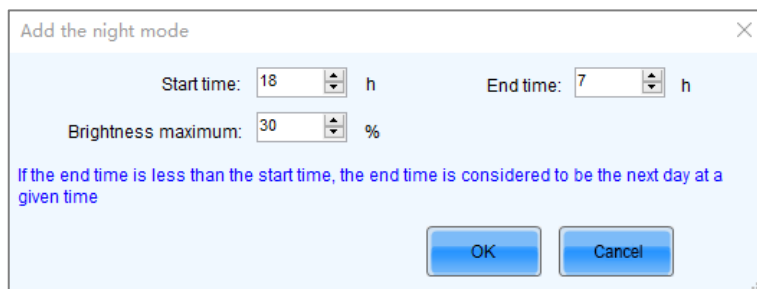 Add the night mode
Start time: 18 h End time: 7 h
Brightness maximum: 30 %
If the end time is less than the start time, the end time is considered to be the next day at a
given time
OK Cancel